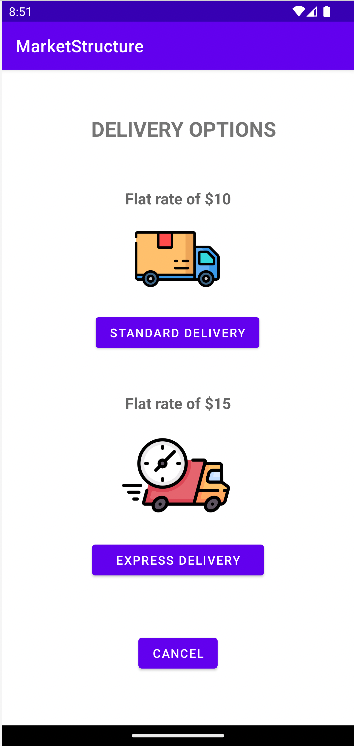 8:51
MarketStructure
DELIVERY OPTIONS
Flat rate of $10
STANDARD DELIVERY
Flat rate of $15
EXPRESS DELIVERY
CANCEL